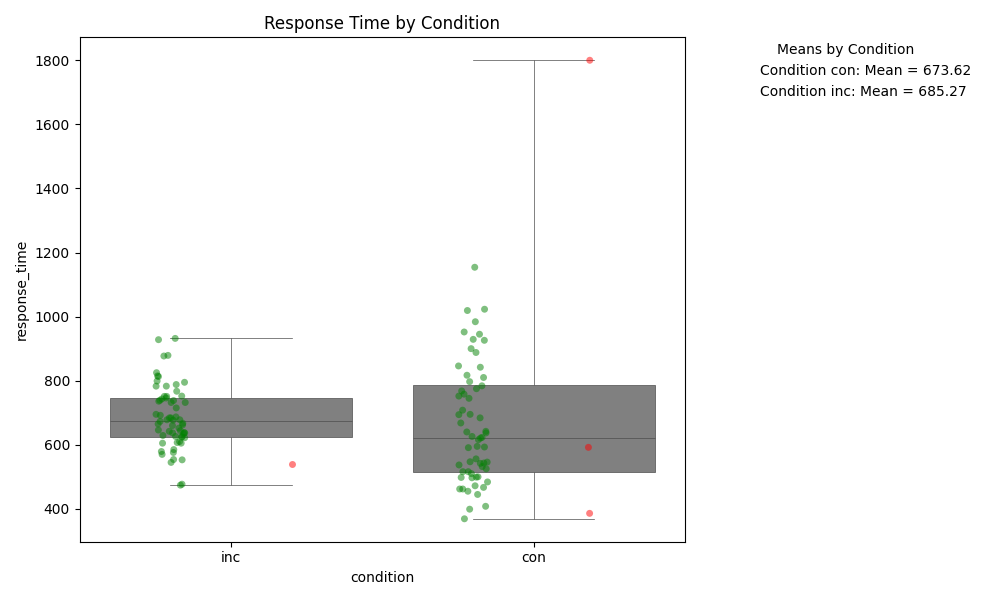 Response Time by Condition
Means by Condition
Condition con: Mean = 673.62
Condition inc: Mean = 685.27
response_time
1800
1600
1400
1200
1000
800
600
400
inc
con
condition